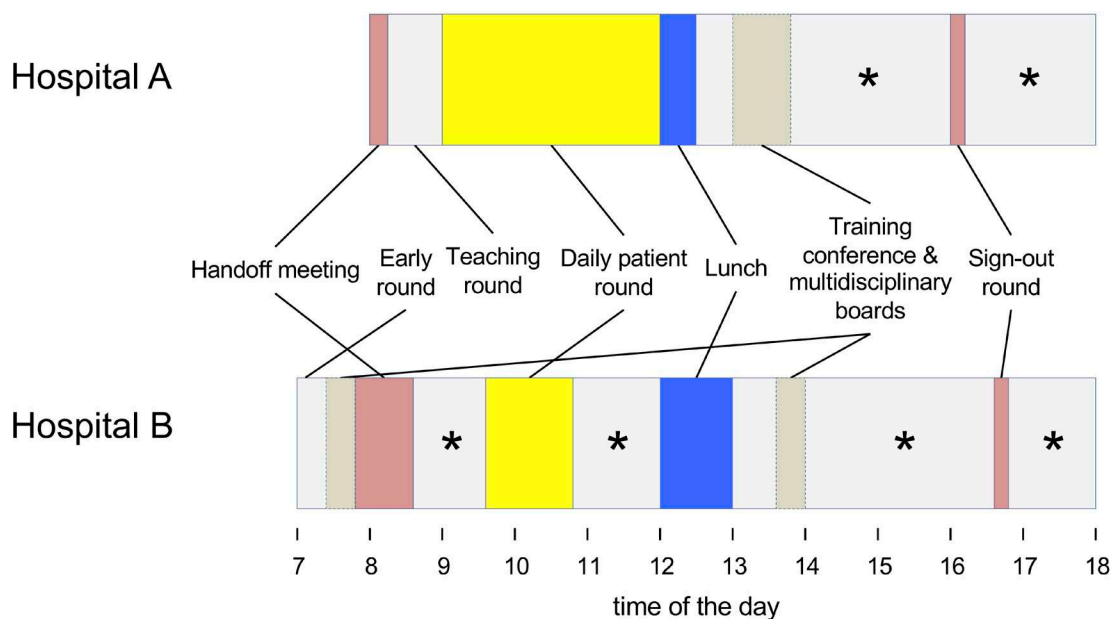 Hospital A
*
*
Handoff meeting
Early
round
Teaching
round
Daily patient
round
Lunch
Training
conference &
multidisciplinary
boards
Sign-out
round
Hospital B
*
*
*
*
7 8 9 10 11 12 13 14 15 16 17 18
time of the day